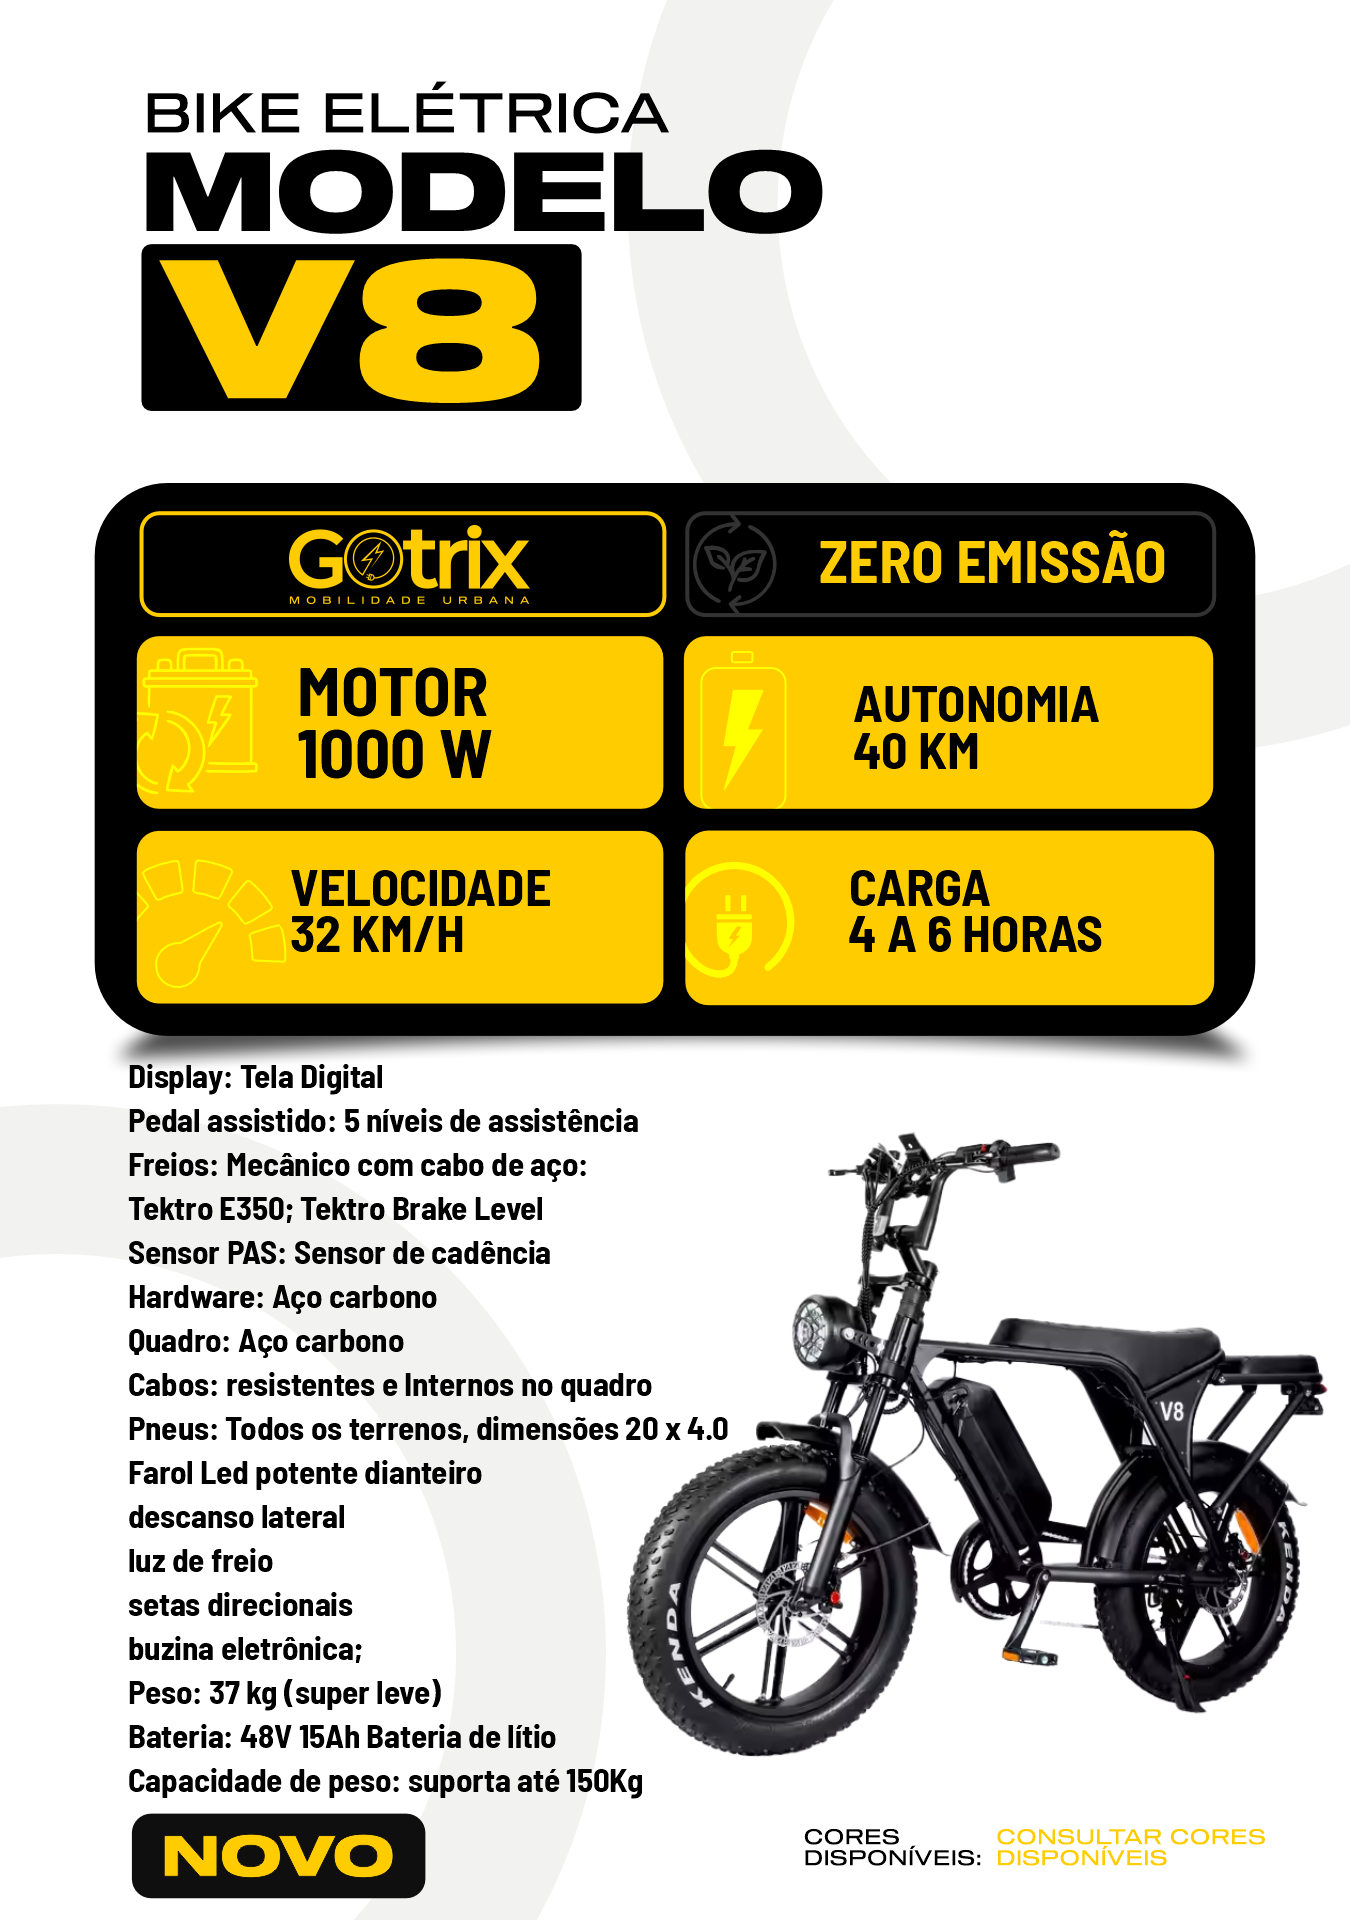 BIKE ELÉTRICA
MODELO
V8
GOtrix
MOBILIDADE URBANA
ZERO EMISSÃO
MOTOR
1000 W
AUTONOMIA
40 KM
VELOCIDADE
32 KM/H
CARGA
4 A 6 HORAS
Display: Tela Digital
Pedal assistido: 5 níveis de assistência
Freios: Mecânico com cabo de aço:
Tektro E350; Tektro Brake Level
Sensor PAS: Sensor de cadência
Hardware: Aço carbono
Quadro: Aço carbono
Cabos: resistentes e Internos no quadro
Pneus: Todos os terrenos, dimensões 20 x 4.0
Farol Led potente dianteiro
descanso lateral
luz de freio
setas direcionais
buzina eletrônica;
Peso: 37 kg (super leve)
Bateria: 48V 15Ah Bateria de lítio
Capacidade de peso: suporta até 150Kg
V8
KENDA
KENDA
NOVO
CORES
DISPONÍVEIS:
CONSULTAR CORES
DISPONÍVEIS